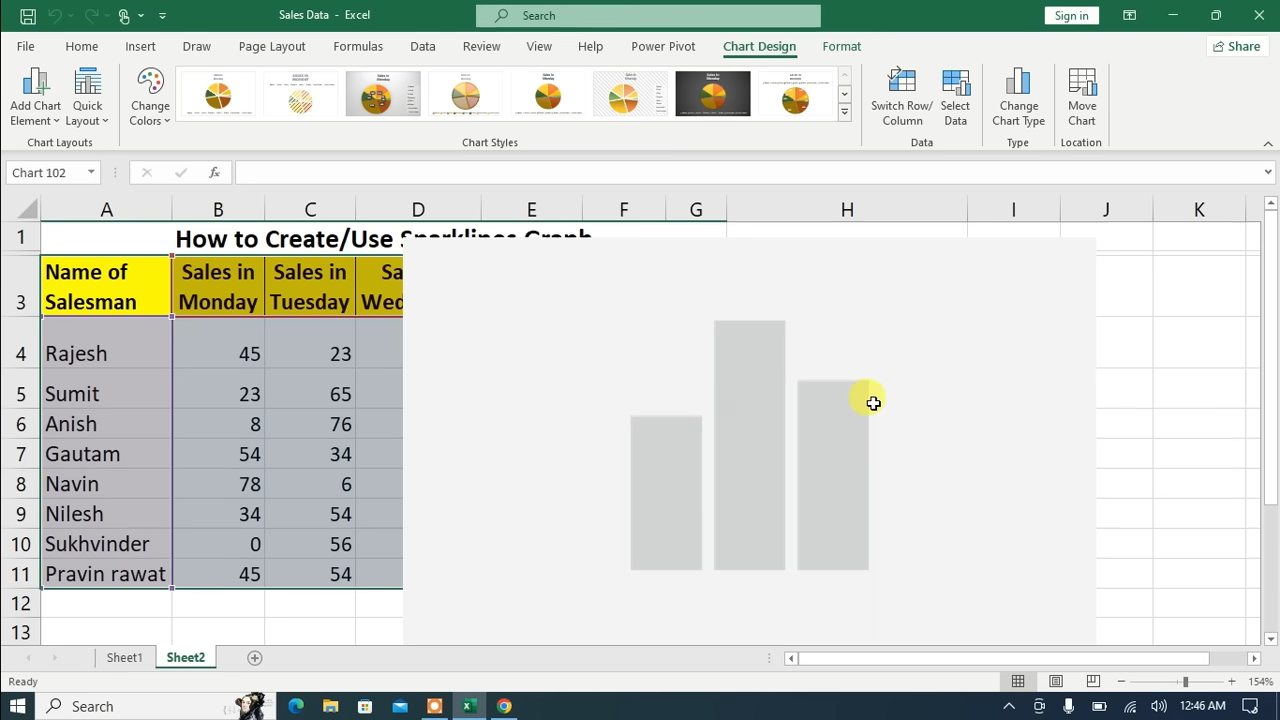 Sales Data - Excel
Search
Sign in
File Home Insert Draw Page Layout Formulas Data Review View Help Power Pivot Chart Design Format Share
Add Chart Element
Quick Layout
Change Colors
Switch Row/ Column
Select Data
Change Chart Type
Move Chart
Chart Layouts Chart Styles Data Type Location
Chart 102 fx
A B C D E F G H I J K
1 How to Create/Use Sparklines Graph
3 Name of Salesman Sales in Monday Sales in Tuesday Sa Wed
4 Rajesh 45 23
5 Sumit 23 65
6 Anish 8 76
7 Gautam 54 34
8 Navin 78 6
9 Nilesh 34 54
10 Sukhvinder 0 56
11 Pravin rawat 45 54
12
13
Sheet1 Sheet2
Ready 154%
Search 12:46 AM